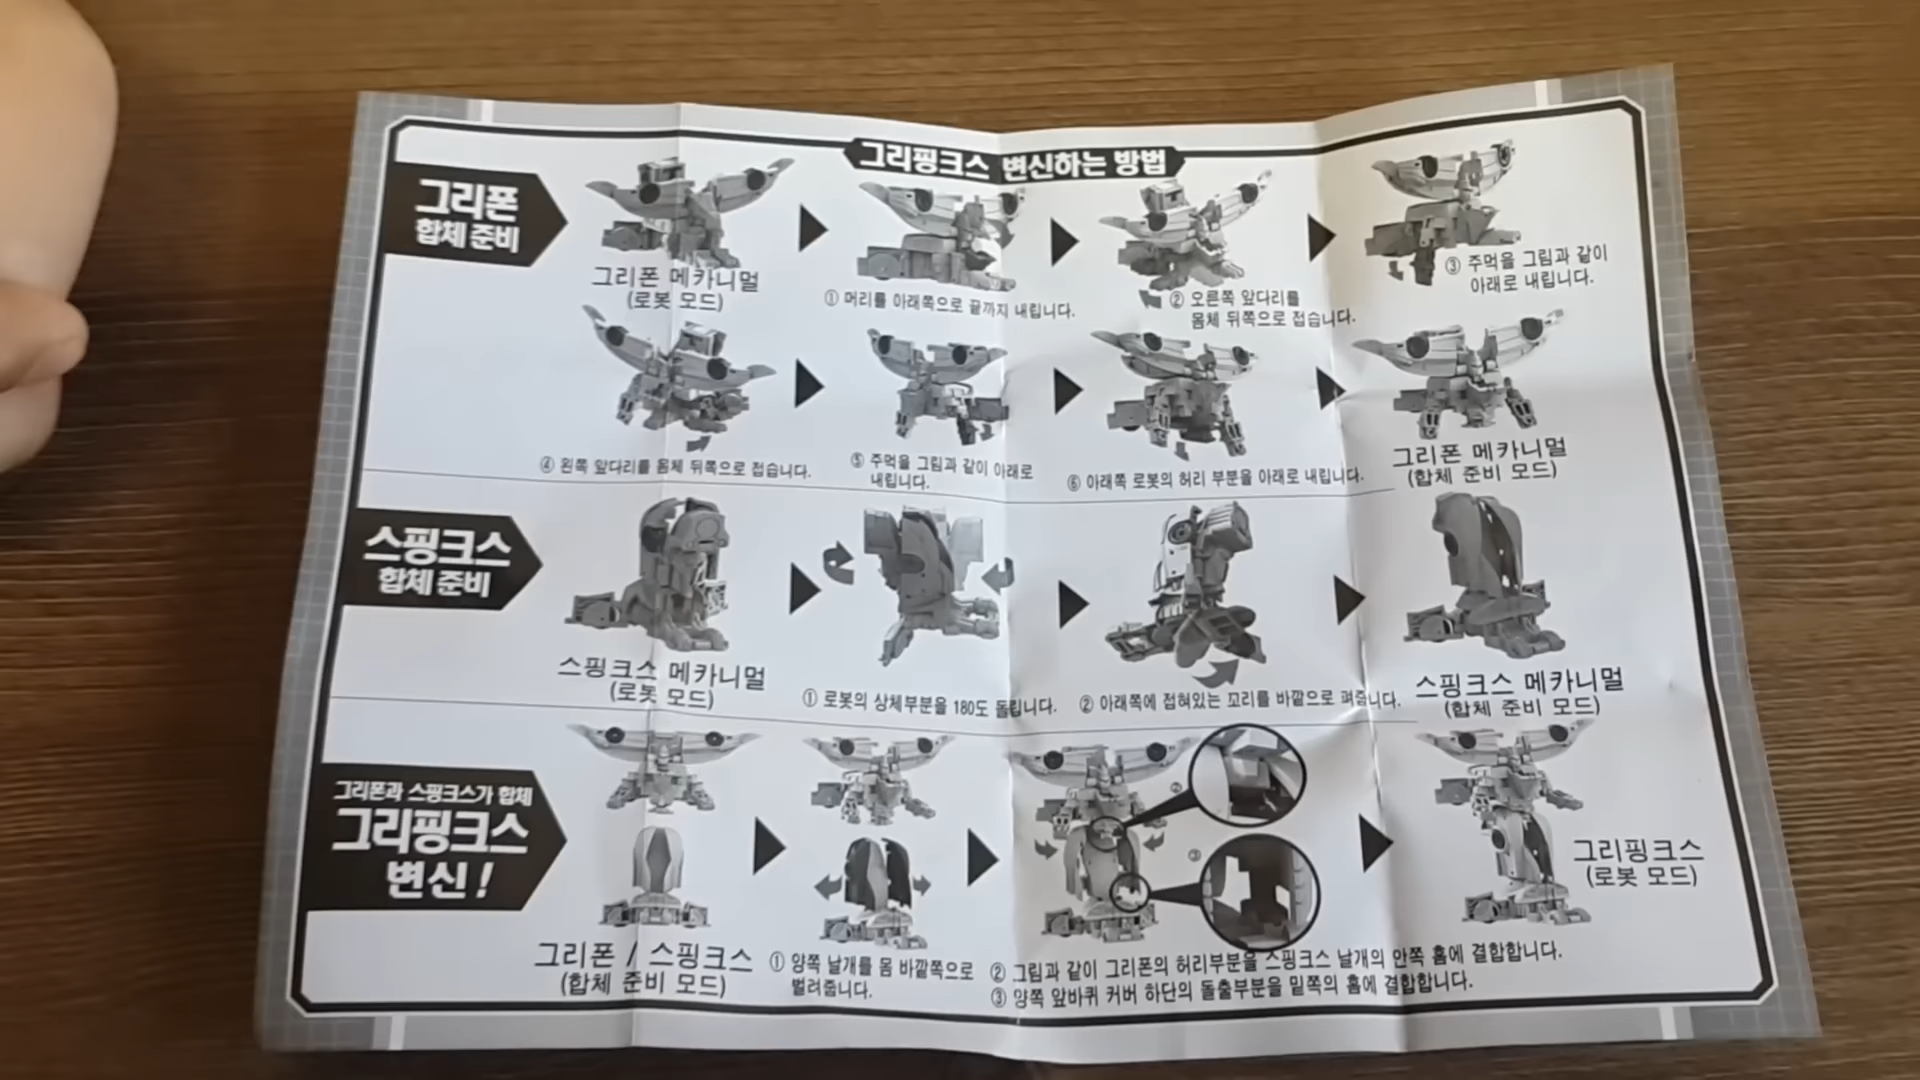 그리핑크스 변신하는 방법
그리폰
합체 준비
그리폰 메카니멀
(로봇 모드)
① 머리를 아래쪽으로 끝까지 내립니다.
② 오른쪽 앞다리를
몸체 뒤쪽으로 접습니다.
③ 주먹을 그림과 같이
아래로 내립니다.
④ 왼쪽 앞다리를 몸체 뒤쪽으로 접습니다.
⑤ 주먹을 그림과 같이 아래로
내립니다.
⑥ 아래쪽 로봇의 허리 부분을 아래로 내립니다.
그리폰 메카니멀
(합체 준비 모드)
스핑크스
합체 준비
스핑크스 메카니멀
(로봇 모드)
① 로봇의 상체부분을 180도 돌립니다.
② 아래쪽에 접혀있는 꼬리를 바깥으로 펴줍니다.
스핑크스 메카니멀
(합체 준비 모드)
그리폰과 스핑크스가 합체
그리핑크스
변신!
그리폰 / 스핑크스
(합체 준비 모드)
① 양쪽 날개를 몸 바깥쪽으로
벌려줍니다.
②
③
② 그림과 같이 그리폰의 허리부분을 스핑크스 날개의 안쪽 홈에 결합합니다.
③ 양쪽 앞바퀴 커버 하단의 돌출부분을 밑쪽의 홈에 결합합니다.
그리핑크스
(로봇 모드)